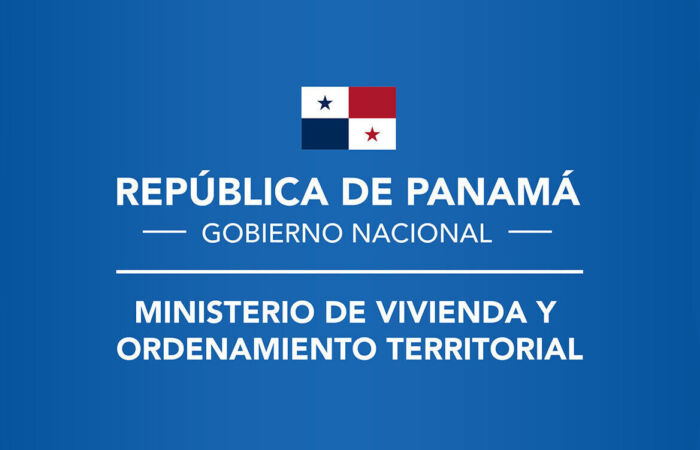 REPÚBLICA DE PANAMÁ
GOBIERNO NACIONAL
MINISTERIO DE VIVIENDA Y
ORDENAMIENTO TERRITORIAL